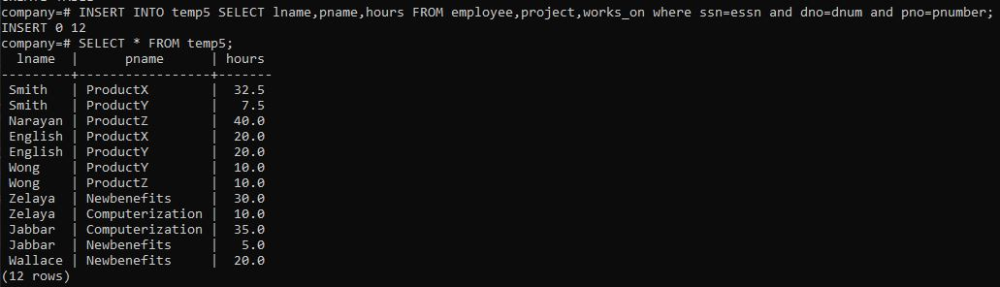 company=# INSERT INTO temp5 SELECT lname,pname,hours FROM employee,project,works_on where ssn=essn and dno=dnum and pno=pnumber;
INSERT 0 12
company=# SELECT * FROM temp5;
  lname  |      pname      | hours
---------+-----------------+-------
 Smith   | ProductX        |  32.5
 Smith   | ProductY        |   7.5
 Narayan | ProductZ        |  40.0
 English | ProductX        |  20.0
 English | ProductY        |  20.0
 Wong    | ProductY        |  10.0
 Wong    | ProductZ        |  10.0
 Zelaya  | Newbenefits     |  30.0
 Zelaya  | Computerization |  10.0
 Jabbar  | Computerization |  35.0
 Jabbar  | Newbenefits     |   5.0
 Wallace | Newbenefits     |  20.0
(12 rows)